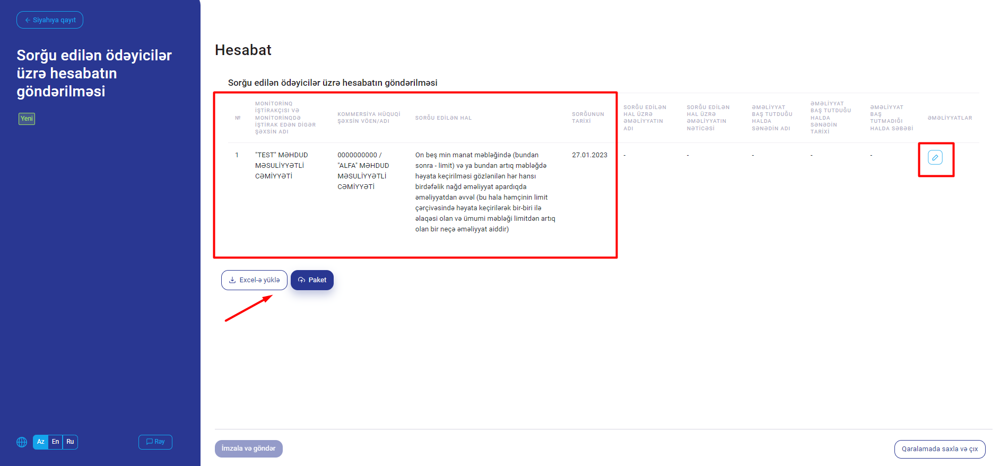 Siyahıya qayıt
Sorğu edilən ödəyicilər
üzrə hesabatın
göndərilməsi
Yeni
Az En Ru
Rəy
Hesabat
Sorğu edilən ödəyicilər üzrə hesabatın göndərilməsi
№
MONİTORİNQ
İŞTİRAKÇISI VƏ
MONİTORİNQDƏ
İŞTİRAK EDƏN DİGƏR
ŞƏXSİN ADI
KOMMERSİYA HÜQUQİ
ŞƏXSİN VÖEN/ADI
SORĞU EDİLƏN HAL
SORĞUNUN
TARİXİ
SORĞU EDİLƏN
HAL ÜZRƏ
ƏMƏLİYYATIN
ADI
SORĞU EDİLƏN
HAL ÜZRƏ
ƏMƏLİYYATIN
NƏTİCƏSİ
ƏMƏLİYYAT
BAŞ TUTDUĞU
HALDA
SƏNƏDİN ADI
ƏMƏLİYYAT
BAŞ TUTDUĞU
HALDA
SƏNƏDİN
TARİXİ
ƏMƏLİYYAT
BAŞ
TUTMADIĞI
HALDA SƏBƏBİ
ƏMƏLİYYATLAR
1
"TEST" MƏHDUD
MƏSULİYYƏTLİ
CƏMİYYƏTİ
0000000000 /
"ALFA" MƏHDUD
MƏSULİYYƏTLİ
CƏMİYYƏTİ
On beş min manat məbləğində (bundan
sonra - limit) və ya bundan artıq məbləğdə
həyata keçirilməsi gözlənilən hər hansı
birdəfəlik nağd əməliyyat apardıqda
əməliyyatdan əvvəl (bu hala həmçinin limit
çərçivəsində həyata keçirilərək bir-biri ilə
əlaqəsi olan və ümumi məbləği limitdən artıq
olan bir neçə əməliyyat aiddir)
27.01.2023
-
-
-
-
-
Excel-ə yüklə
Paket
İmzala və göndər
Qaralamada saxla və çıx